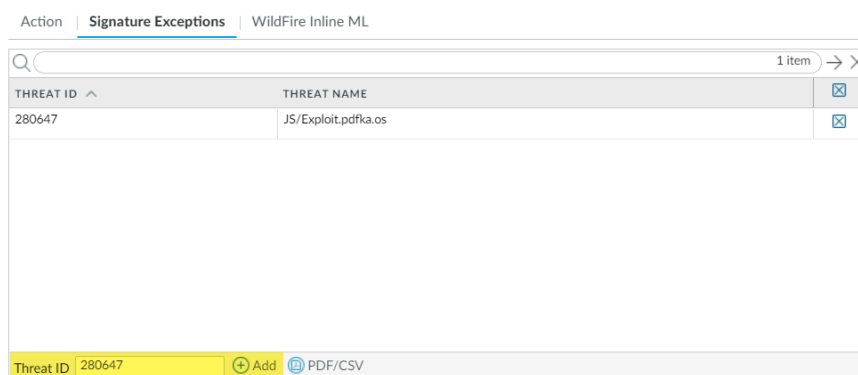 Action Signature Exceptions WildFire Inline ML
1 item
THREAT ID THREAT NAME
280647 JS/Exploit.pdfka.os
Threat ID 280647 Add PDF/CSV